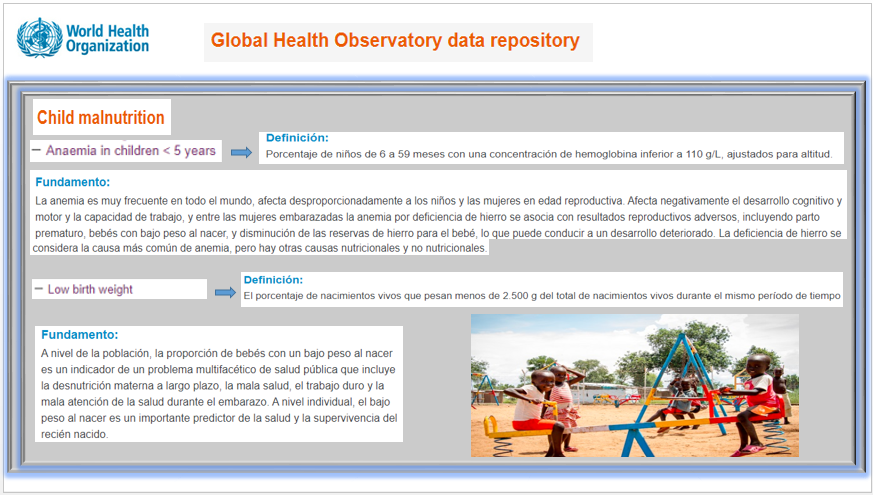 World Health
Organization
Global Health Observatory data repository
Child malnutrition
− Anaemia in children < 5 years
Definición:
Porcentaje de niños de 6 a 59 meses con una concentración de hemoglobina inferior a 110 g/L, ajustados para altitud.
Fundamento:
La anemia es muy frecuente en todo el mundo, afecta desproporcionadamente a los niños y las mujeres en edad reproductiva. Afecta negativamente el desarrollo cognitivo y
motor y la capacidad de trabajo, y entre las mujeres embarazadas la anemia por deficiencia de hierro se asocia con resultados reproductivos adversos, incluyendo parto
prematuro, bebés con bajo peso al nacer, y disminución de las reservas de hierro para el bebé, lo que puede conducir a un desarrollo deteriorado. La deficiencia de hierro se
considera la causa más común de anemia, pero hay otras causas nutricionales y no nutricionales.
− Low birth weight
Definición:
El porcentaje de nacimientos vivos que pesan menos de 2.500 g del total de nacimientos vivos durante el mismo período de tiempo
Fundamento:
A nivel de la población, la proporción de bebés con un bajo peso al nacer
es un indicador de un problema multifacético de salud pública que incluye
la desnutrición materna a largo plazo, la mala salud, el trabajo duro y la
mala atención de la salud durante el embarazo. A nivel individual, el bajo
peso al nacer es un importante predictor de la salud y la supervivencia del
recién nacido.